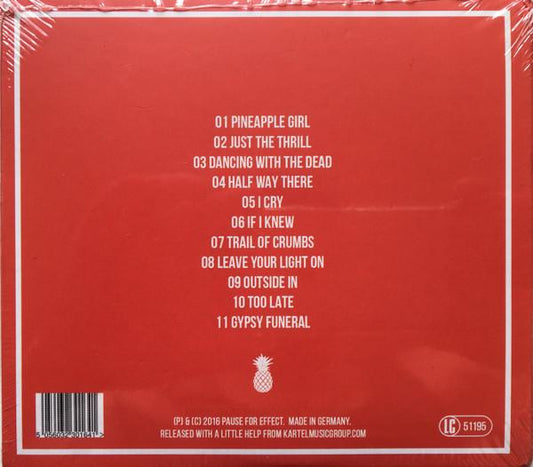 01 PINEAPPLE GIRL
02 JUST THE THRILL
03 DANCING WITH THE DEAD
04 HALF WAY THERE
05 I CRY
06 IF I KNEW
07 TRAIL OF CRUMBS
08 LEAVE YOUR LIGHT ON
09 OUTSIDE IN
10 TOO LATE
11 GYPSY FUNERAL
(P) & (C) 2016 PAUSE FOR EFFECT. MADE IN GERMANY.
RELEASED WITH A LITTLE HELP FROM KARTELMUSICGROUP.COM
LC 51195